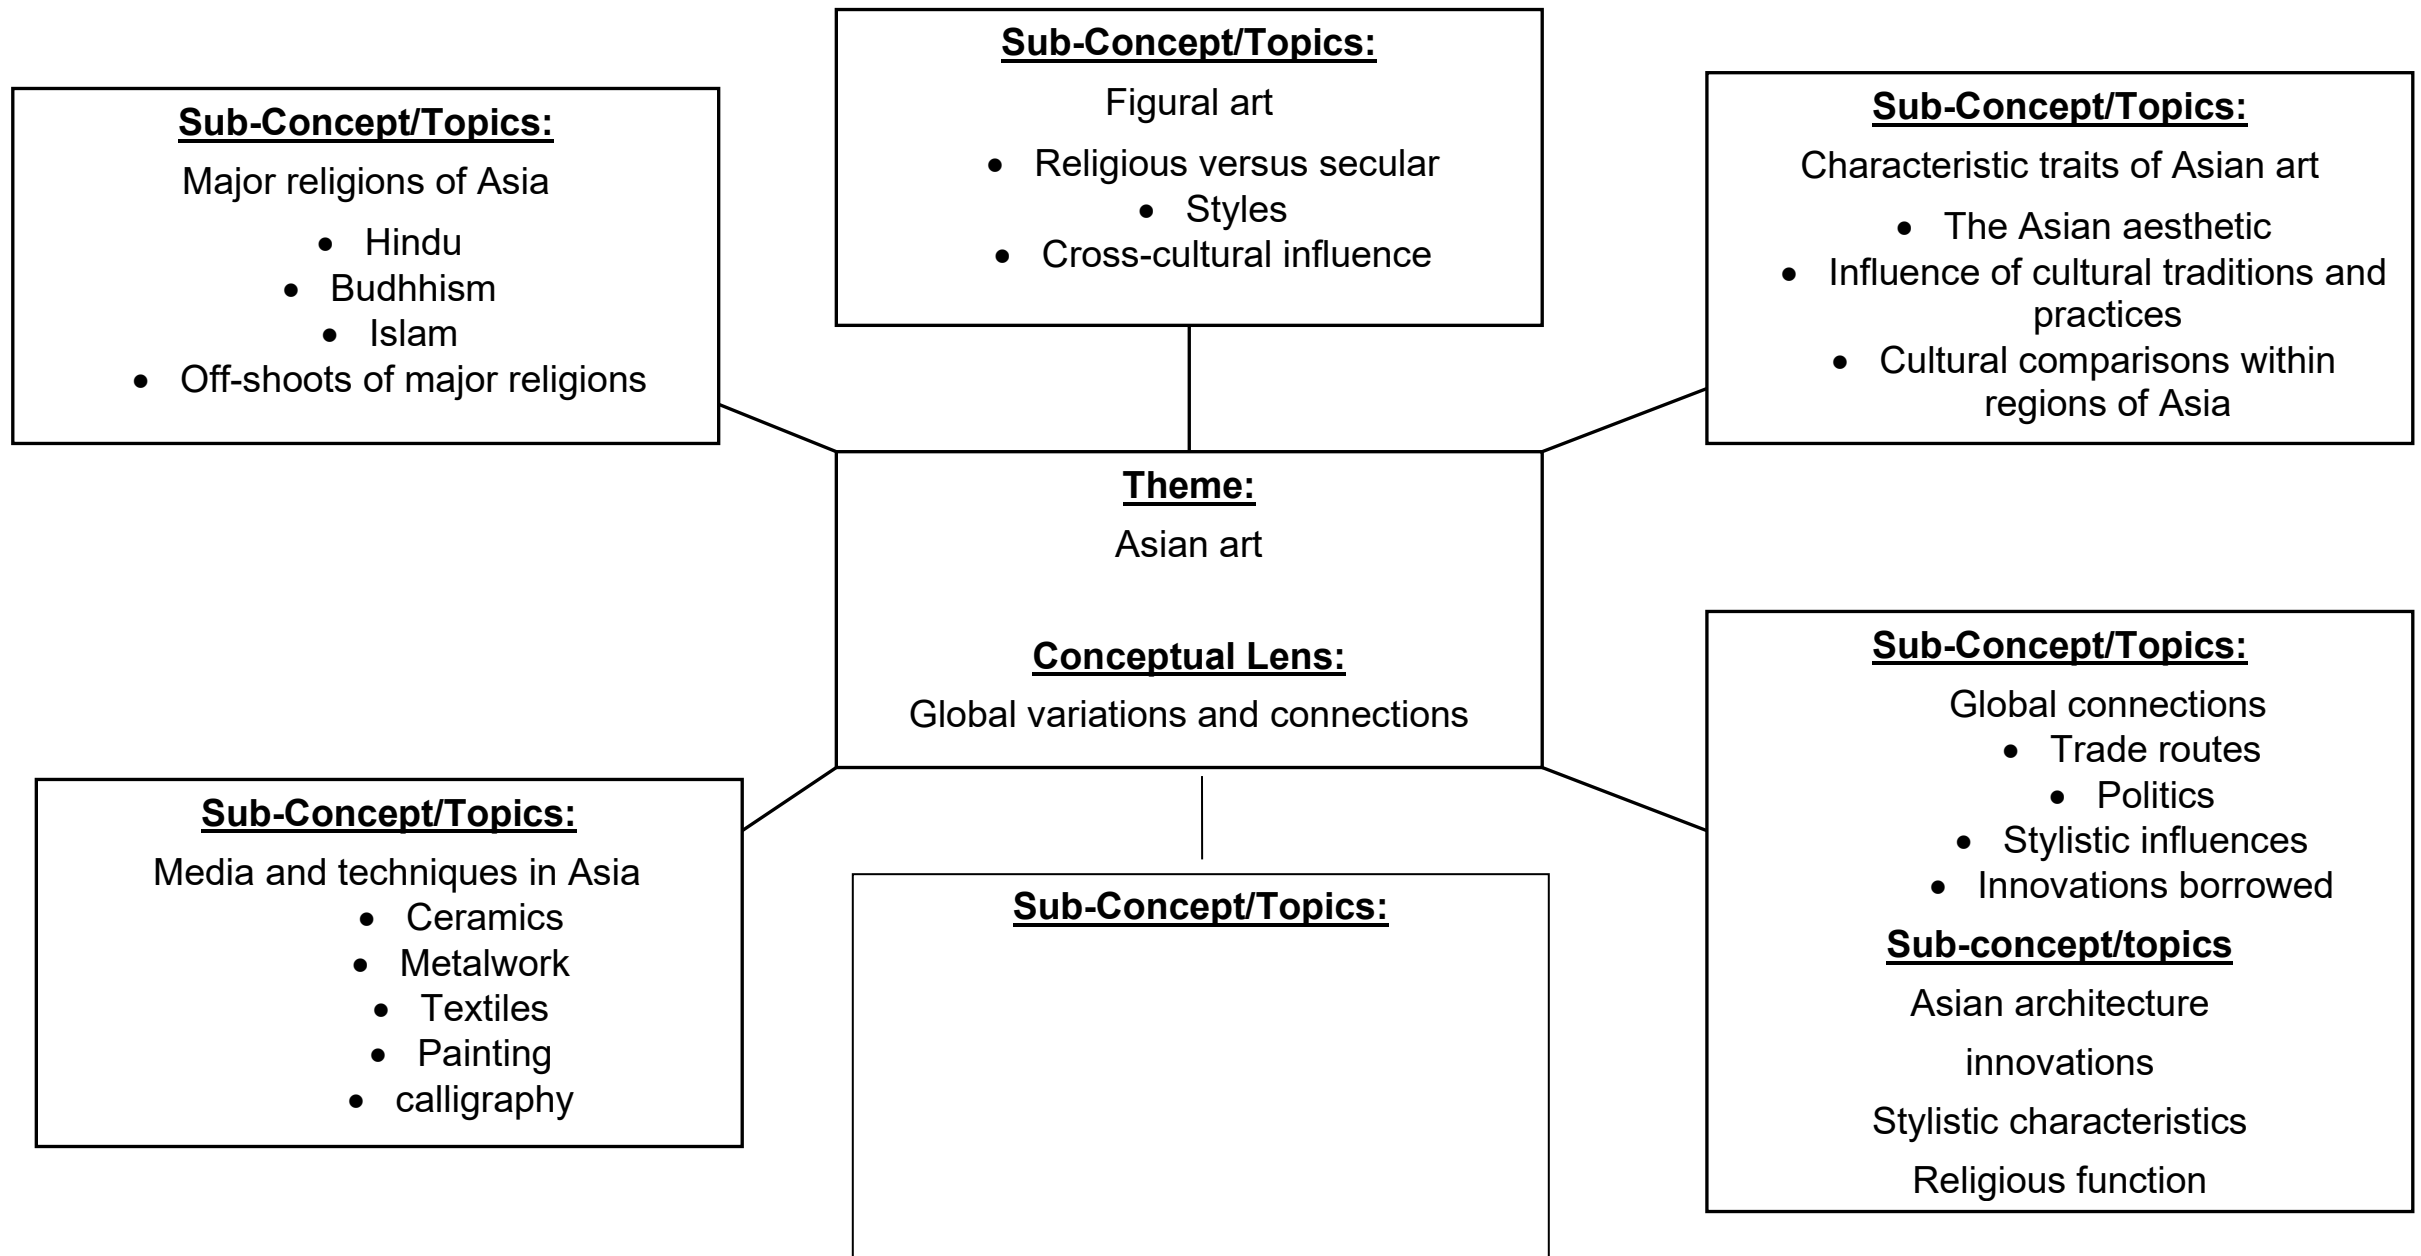 Sub-Concept/Topics:
Major religions of Asia
• Hindu
• Budhhism
• Islam
• Off-shoots of major religions
Sub-Concept/Topics:
Figural art
• Religious versus secular
• Styles
• Cross-cultural influence
Sub-Concept/Topics:
Characteristic traits of Asian art
• The Asian aesthetic
• Influence of cultural traditions and
practices
• Cultural comparisons within
regions of Asia
Theme:
Asian art
Conceptual Lens:
Global variations and connections
Sub-Concept/Topics:
Media and techniques in Asia
• Ceramics
• Metalwork
• Textiles
• Painting
• calligraphy
Sub-Concept/Topics:
Sub-Concept/Topics:
Global connections
• Trade routes
• Politics
• Stylistic influences
• Innovations borrowed
Sub-concept/topics
Asian architecture
innovations
Stylistic characteristics
Religious function